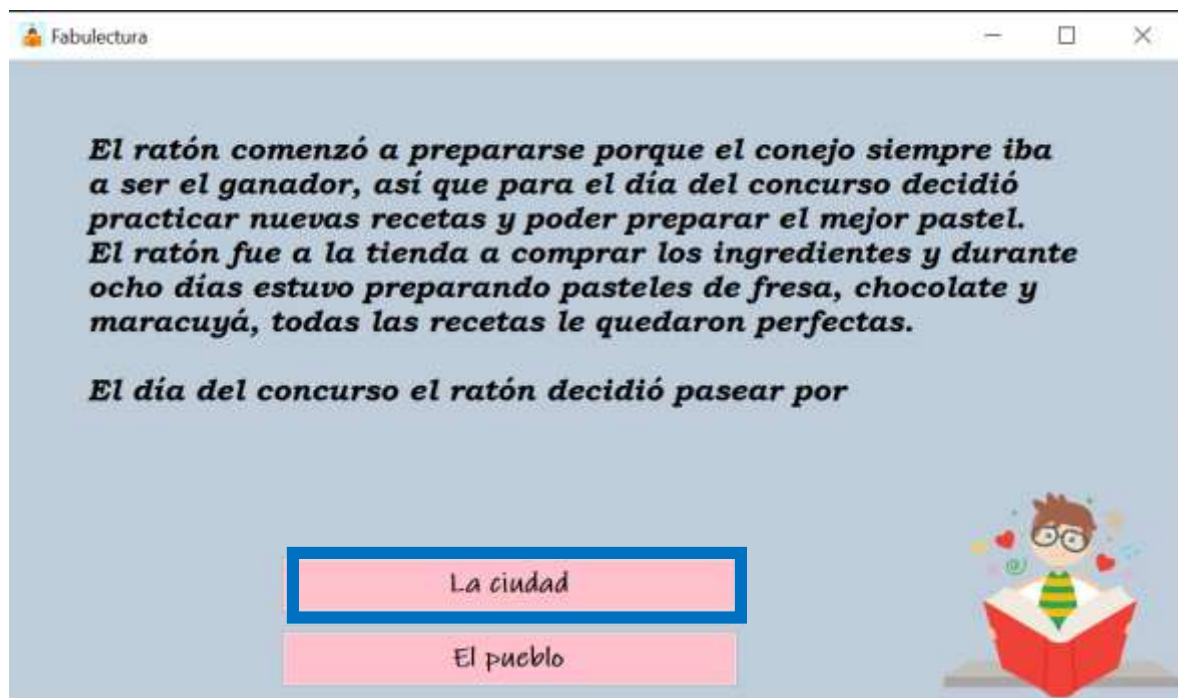 Fabulectura
El ratón comenzó a prepararse porque el conejo siempre iba
a ser el ganador, así que para el día del concurso decidió
practicar nuevas recetas y poder preparar el mejor pastel.
El ratón fue a la tienda a comprar los ingredientes y durante
ocho días estuvo preparando pasteles de fresa, chocolate y
maracuyá, todas las recetas le quedaron perfectas.
El día del concurso el ratón decidió pasear por
La ciudad
El pueblo